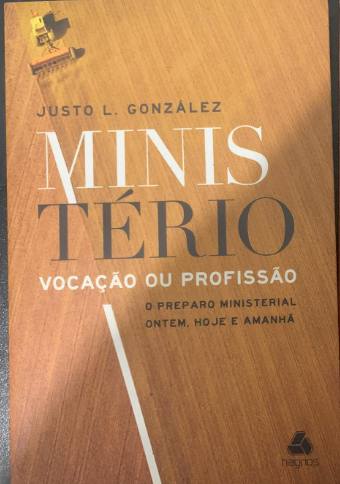 JUSTO L. GONZÁLEZ
MINIS
TÉRIO
VOCAÇÃO OU PROFISSÃO
O PREPARO MINISTERIAL
ONTEM, HOJE E AMANHÃ
hagnos